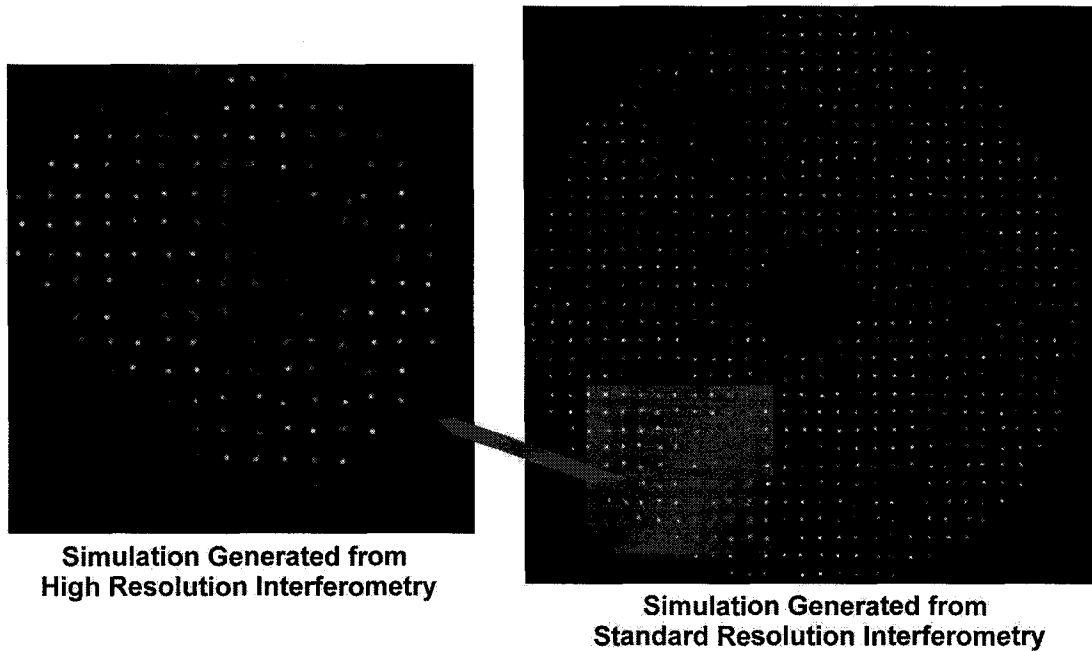 Simulation Generated from
High Resolution Interferometry
Simulation Generated from
Standard Resolution Interferometry